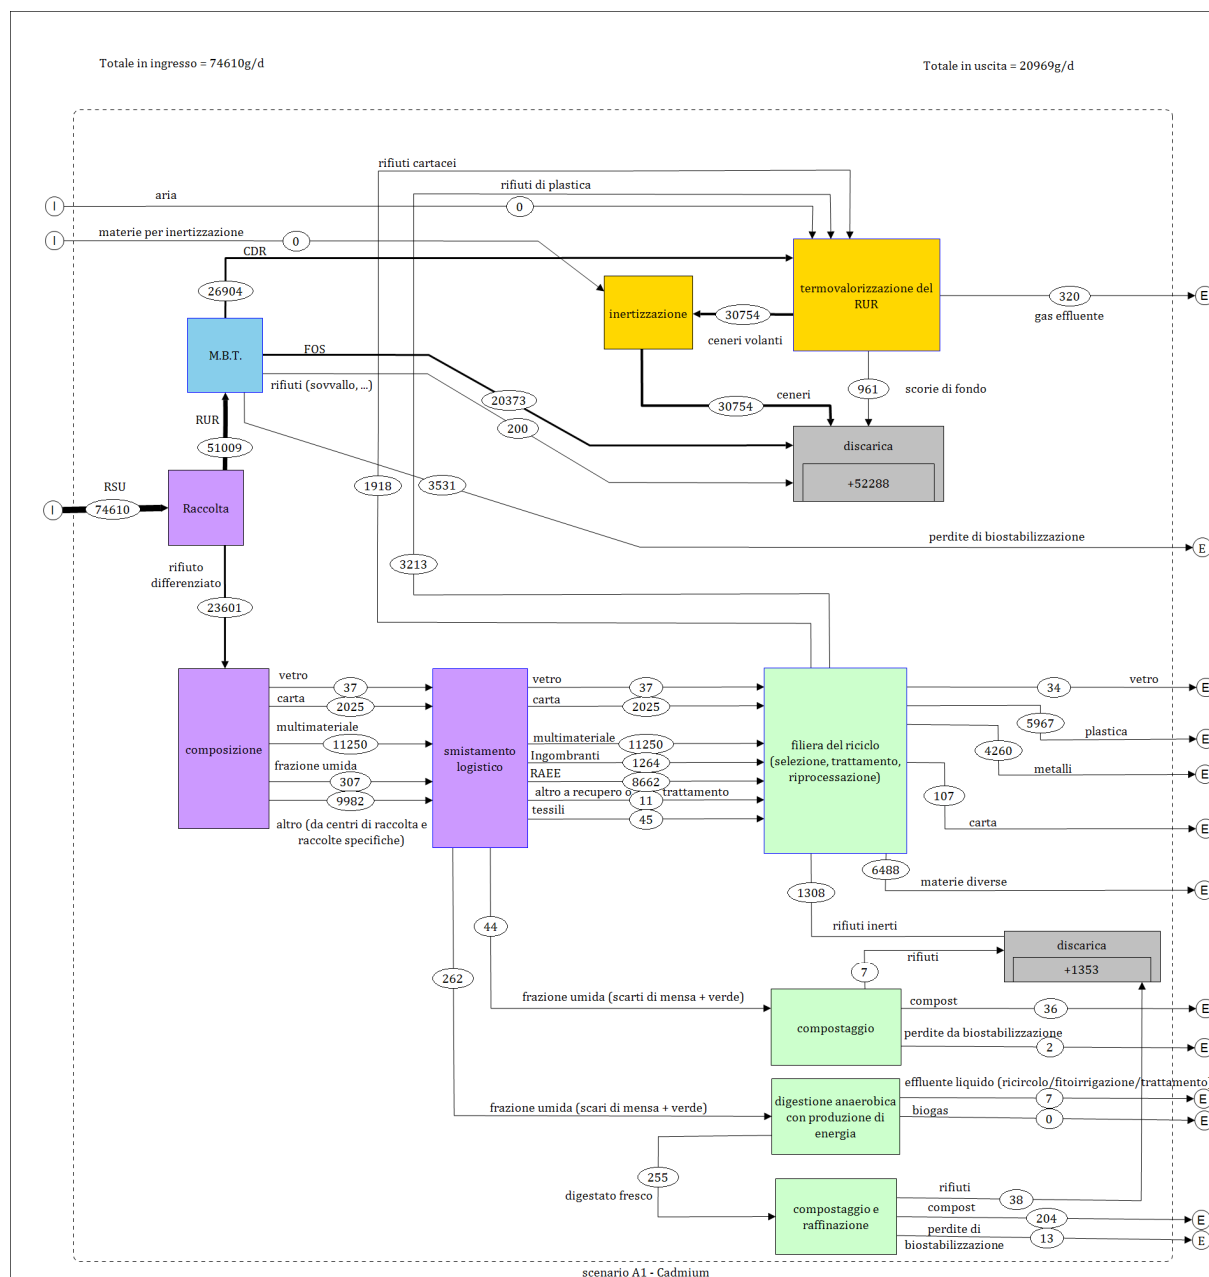 Totale in ingresso = 74610g/d
Totale in uscita = 20969g/d
rifiuti cartacei
rifiuti di plastica
aria
I
0
materie per inertizzazione
I
0
CDR
26904
termovalorizzazione del
RUR
inertizzazione
30754
ceneri volanti
320
E
gas effluente
M.B.T.
FOS
rifiuti (sovvallo, ...)
961
scorie di fondo
20373
200
ceneri
30754
RUR
51009
discarica
+52288
RSU
I
74610
Raccolta
1918
3531
perdite di biostabilizzazione
E
rifiuto
differenziato
3213
23601
composizione
vetro
37
carta
2025
multimateriale
11250
frazione umida
307
9982
altro (da centri di raccolta e
raccolte specifiche)
smistamento
logistico
vetro
37
carta
2025
multimateriale
11250
Ingombranti
1264
RAEE
8662
altro a recupero o trattamento
11
tessili
45
filiera del riciclo
(selezione, trattamento,
riprocessazione)
34
vetro
E
5967
plastica
E
4260
metalli
E
107
carta
E
6488
materie diverse
E
1308
rifiuti inerti
44
262
discarica
+1353
rifiuti
7
frazione umida (scarti di mensa + verde)
compostaggio
compost
36
E
perdite da biostabilizzazione
2
E
frazione umida (scari di mensa + verde)
digestione anaerobica
con produzione di
energia
effluente liquido (ricircolo/fitoirrigazione/trattamento)
7
E
biogas
0
E
255
digestato fresco
compostaggio e
raffinazione
rifiuti
38
compost
204
E
perdite di
biostabilizzazione
13
E
scenario A1 - Cadmium